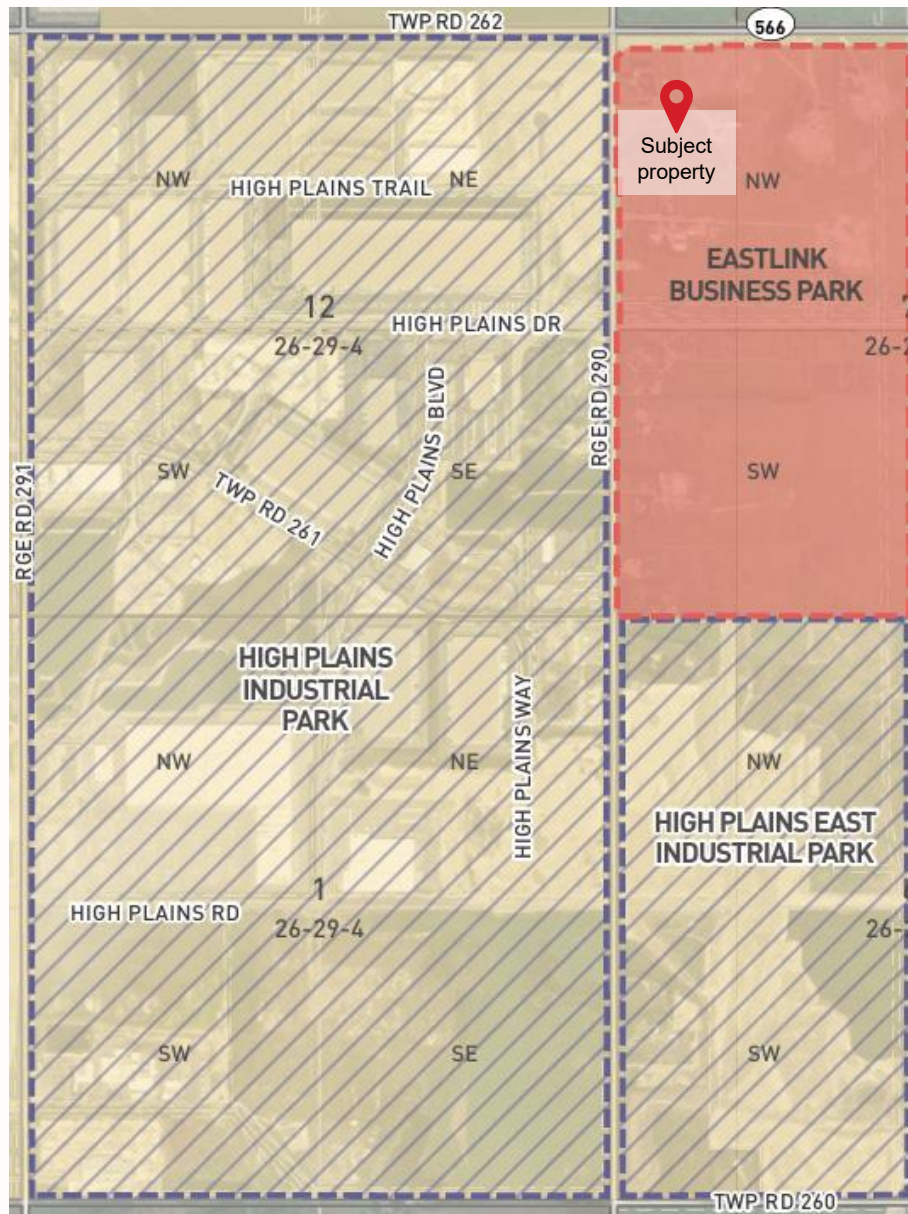 TWP RD 262
566
Subject
property
NW
HIGH PLAINS TRAIL
NE
NW
EASTLINK
BUSINESS PARK
12
26-29-4
HIGH PLAINS DR
26-2
RGE RD 290
HIGH PLAINS BLVD
RGE RD 291
SW
TWP RD 261
SE
SW
HIGH PLAINS
INDUSTRIAL
PARK
NW
NE
HIGH PLAINS WAY
NW
HIGH PLAINS EAST
INDUSTRIAL PARK
1
26-29-4
HIGH PLAINS RD
26-
SW
SE
SW
TWP RD 260